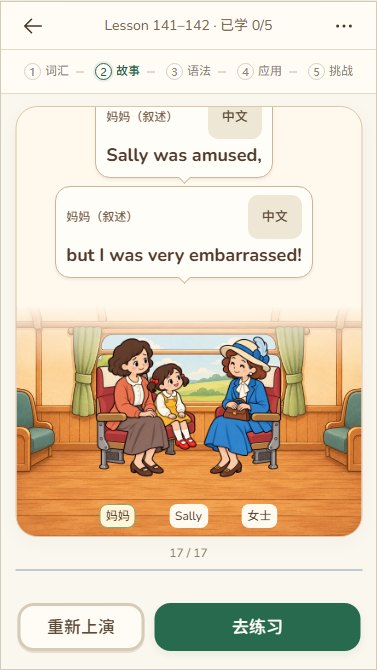 Lesson 141–142 · 已学 0/5
1 词汇 2 故事 3 语法 4 应用 5 挑战
妈妈（叙述） 中文
Sally was amused,
妈妈（叙述） 中文
but I was very embarrassed!
妈妈 Sally 女士
17 / 17
重新上演 去练习